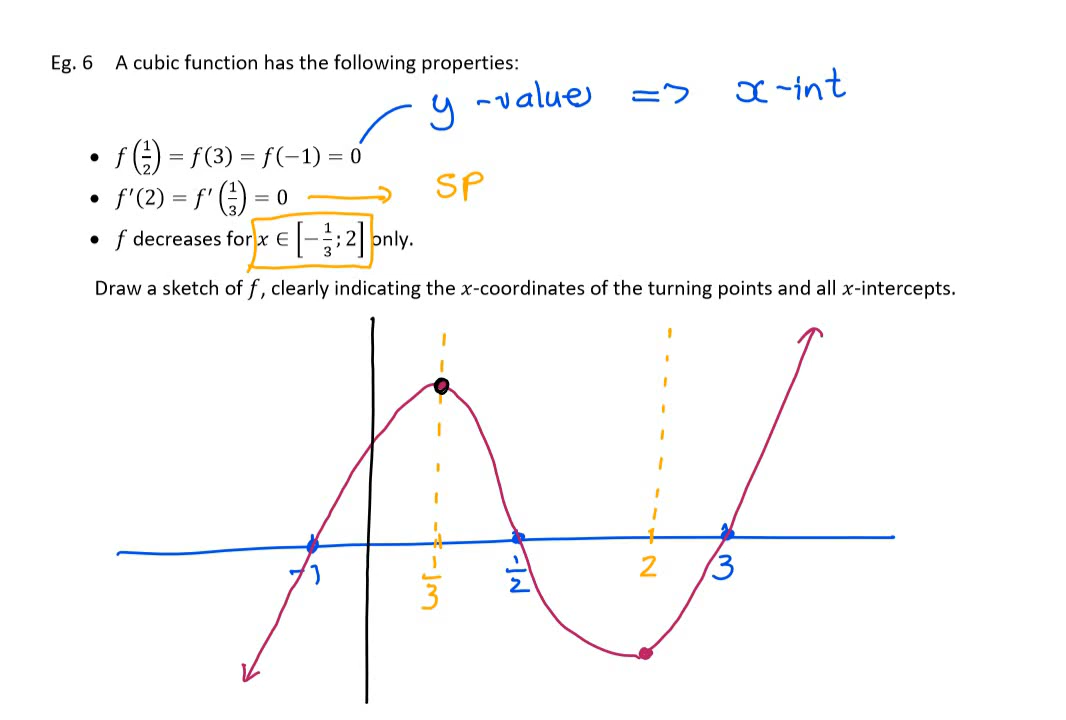 Eg. 6 A cubic function has the following properties:
y-values => x-int
• f(1/2) = f(3) = f(−1) = 0
• f′(2) = f′(1/3) = 0 → SP
• f decreases for x ∈ [−1/3; 2] only.
Draw a sketch of f, clearly indicating the x-coordinates of the turning points and all x-intercepts.
-1 1/3 1/2 2 3